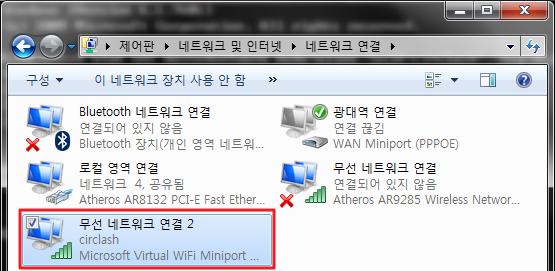 제어판 ▸ 네트워크 및 인터넷 ▸ 네트워크 연결 ▸
구성 ▼ 이 네트워크 장치 사용 안 함 »
Bluetooth 네트워크 연결
연결되어 있지 않음
Bluetooth 장치(개인 영역 네트워...
광대역 연결
연결 끊김
WAN Miniport (PPPOE)
로컬 영역 연결
네트워크 4, 공유됨
Atheros AR8132 PCI-E Fast Ether...
무선 네트워크 연결
연결되어 있지 않음
Atheros AR9285 Wireless Networ...
무선 네트워크 연결 2
circlash
Microsoft Virtual WiFi Miniport ...